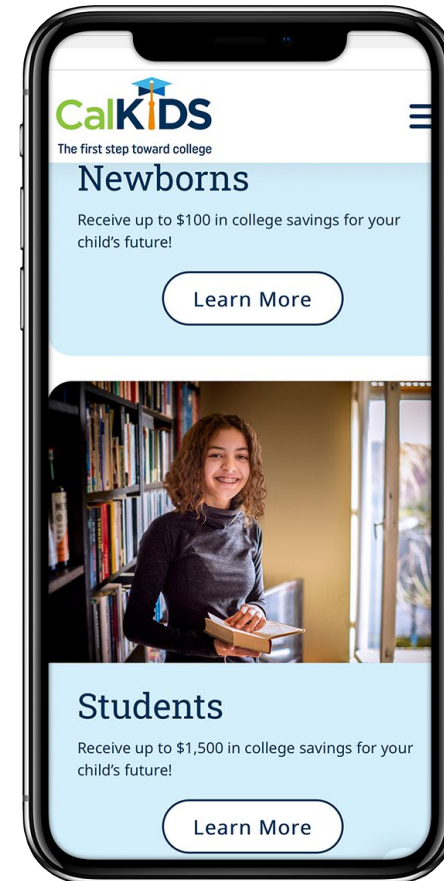 CalKIDS
The first step toward college
Newborns
Receive up to $100 in college savings for your
child's future!
Learn More
Students
Receive up to $1,500 in college savings for your
child's future!
Learn More